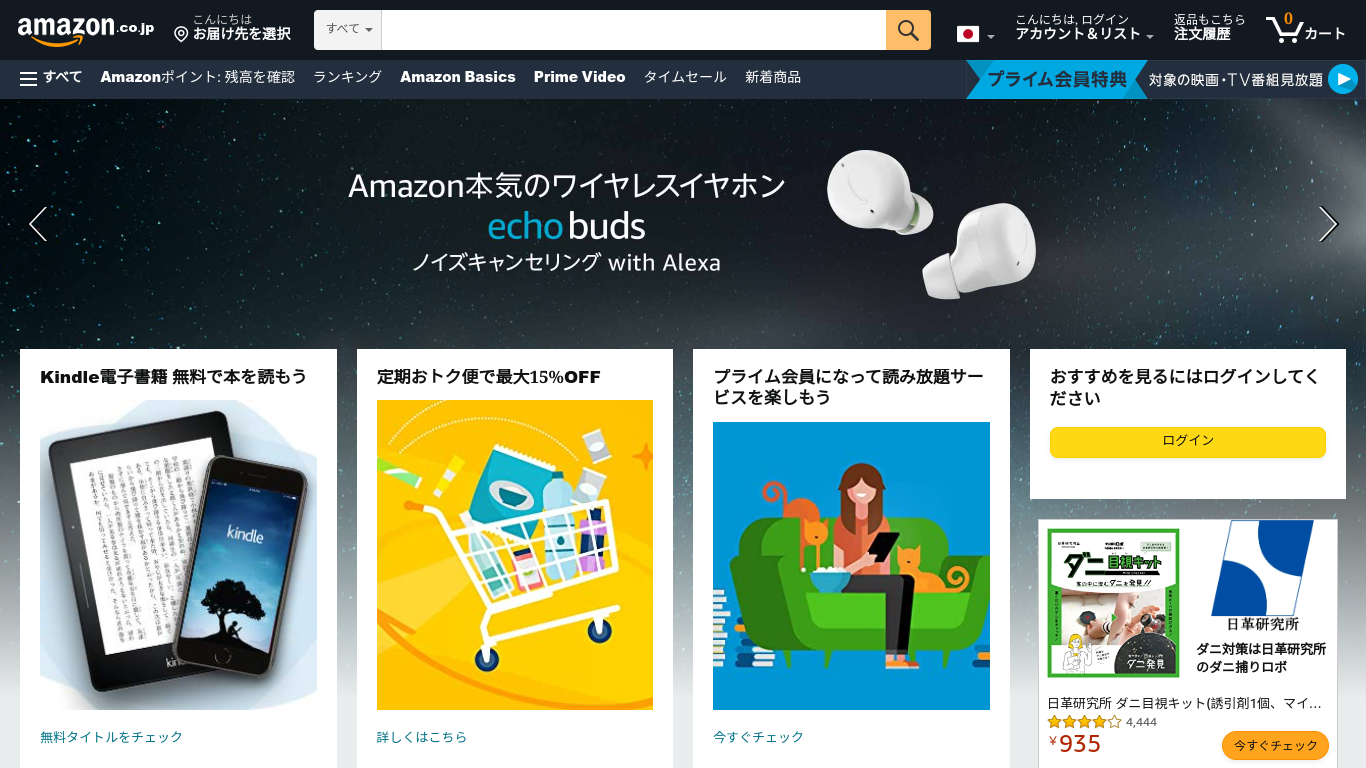 amazon.co.jp
こんにちは
お届け先を選択
すべて
こんにちは, ログイン
アカウント＆リスト
返品もこちら
注文履歴
0
カート
すべて
Amazonポイント: 残高を確認
ランキング
Amazon Basics
Prime Video
タイムセール
新着商品
プライム会員特典
対象の映画・TV番組見放題
Amazon本気のワイヤレスイヤホン
echo buds
ノイズキャンセリング with Alexa
Kindle電子書籍 無料で本を読もう
kindle
無料タイトルをチェック
定期おトク便で最大15%OFF
詳しくはこちら
プライム会員になって読み放題サー
ビスを楽しもう
今すぐチェック
おすすめを見るにはログインしてく
ださい
ログイン
ダニ目視キット
家の中に潜むダニを発見!!
ダニ発見
日革研究所
ダニ対策は日革研究所
のダニ捕りロボ
日革研究所 ダニ目視キット(誘引剤1個、マイ...
4,444
¥935
今すぐチェック